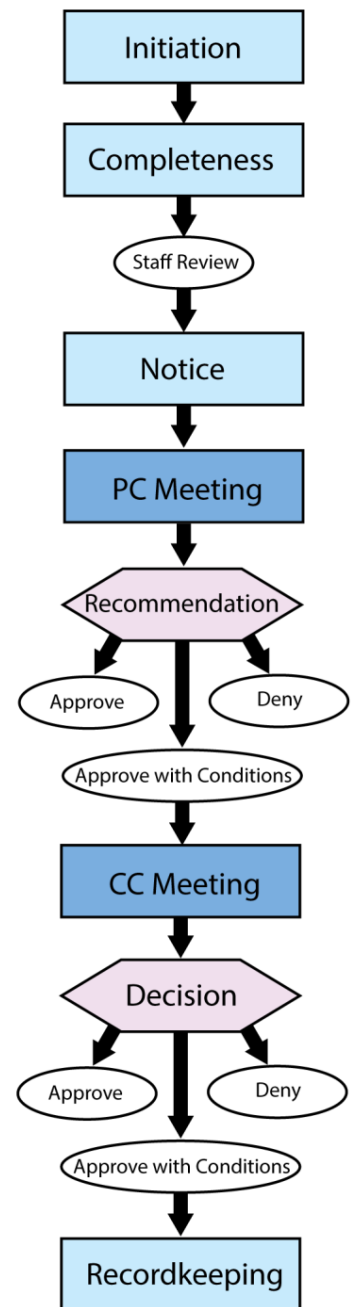 Initiation
Completeness
Staff Review
Notice
PC Meeting
Recommendation
Approve
Deny
Approve with Conditions
CC Meeting
Decision
Approve
Deny
Approve with Conditions
Recordkeeping